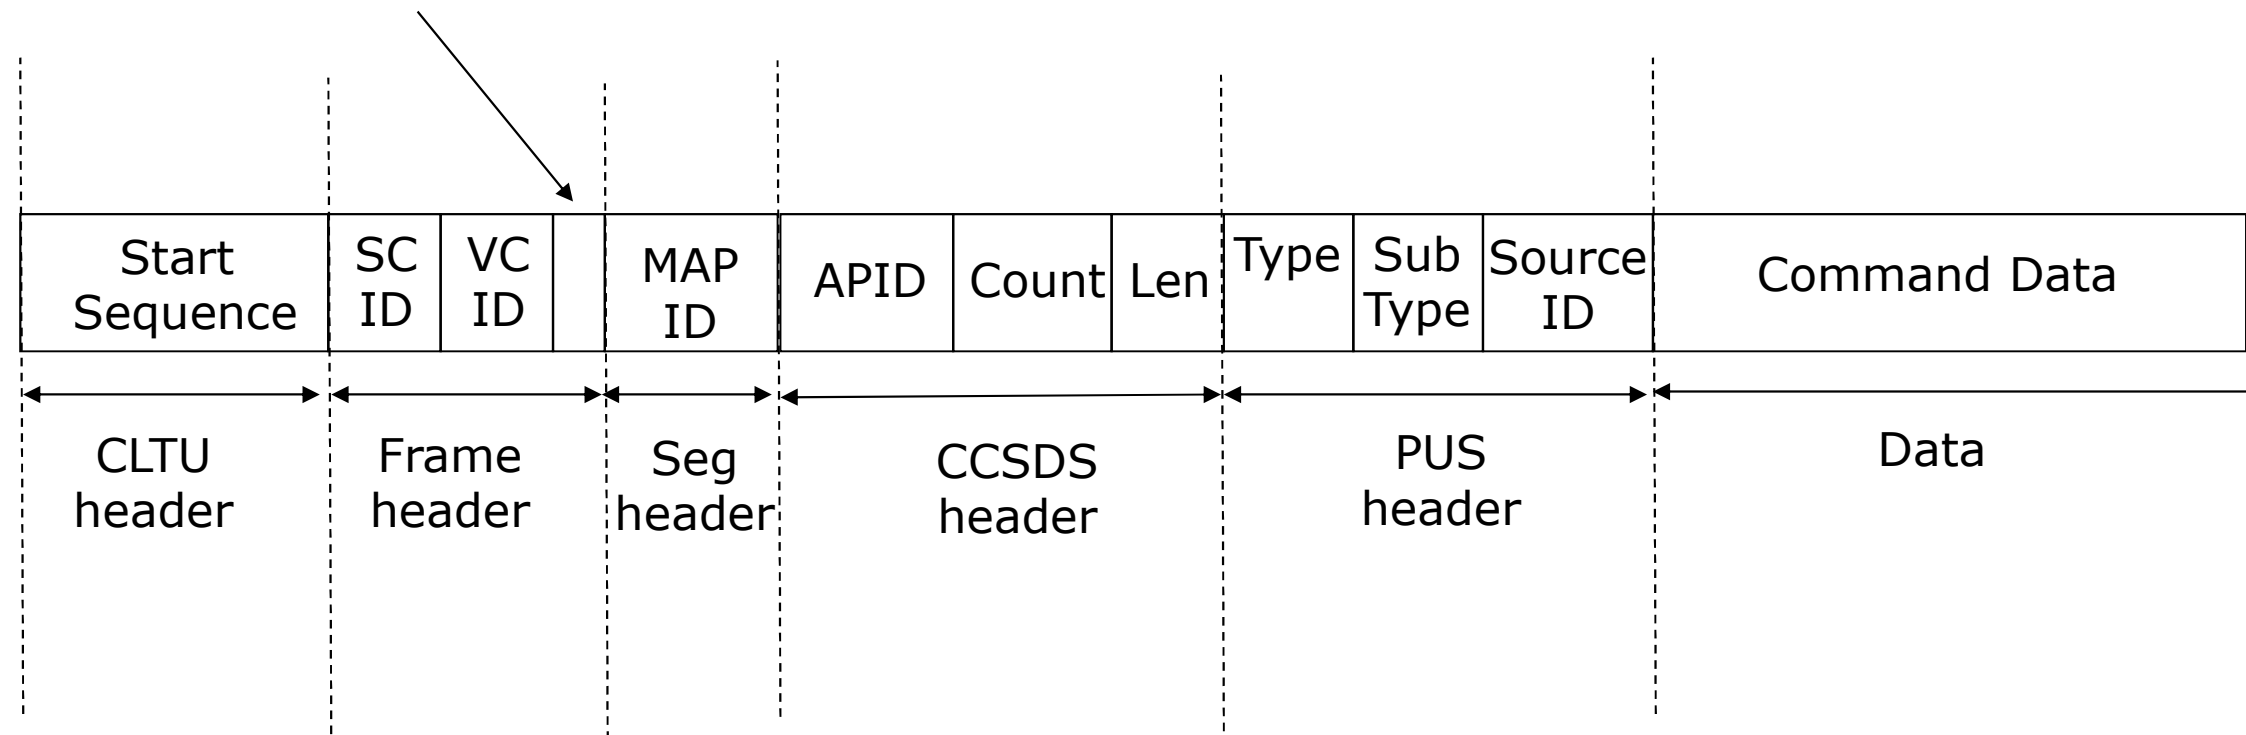 Start
Sequence
SC
ID
VC
ID
MAP
ID
APID
Count
Len
Type
Sub
Type
Source
ID
Command Data
CLTU
header
Frame
header
Seg
header
CCSDS
header
PUS
header
Data